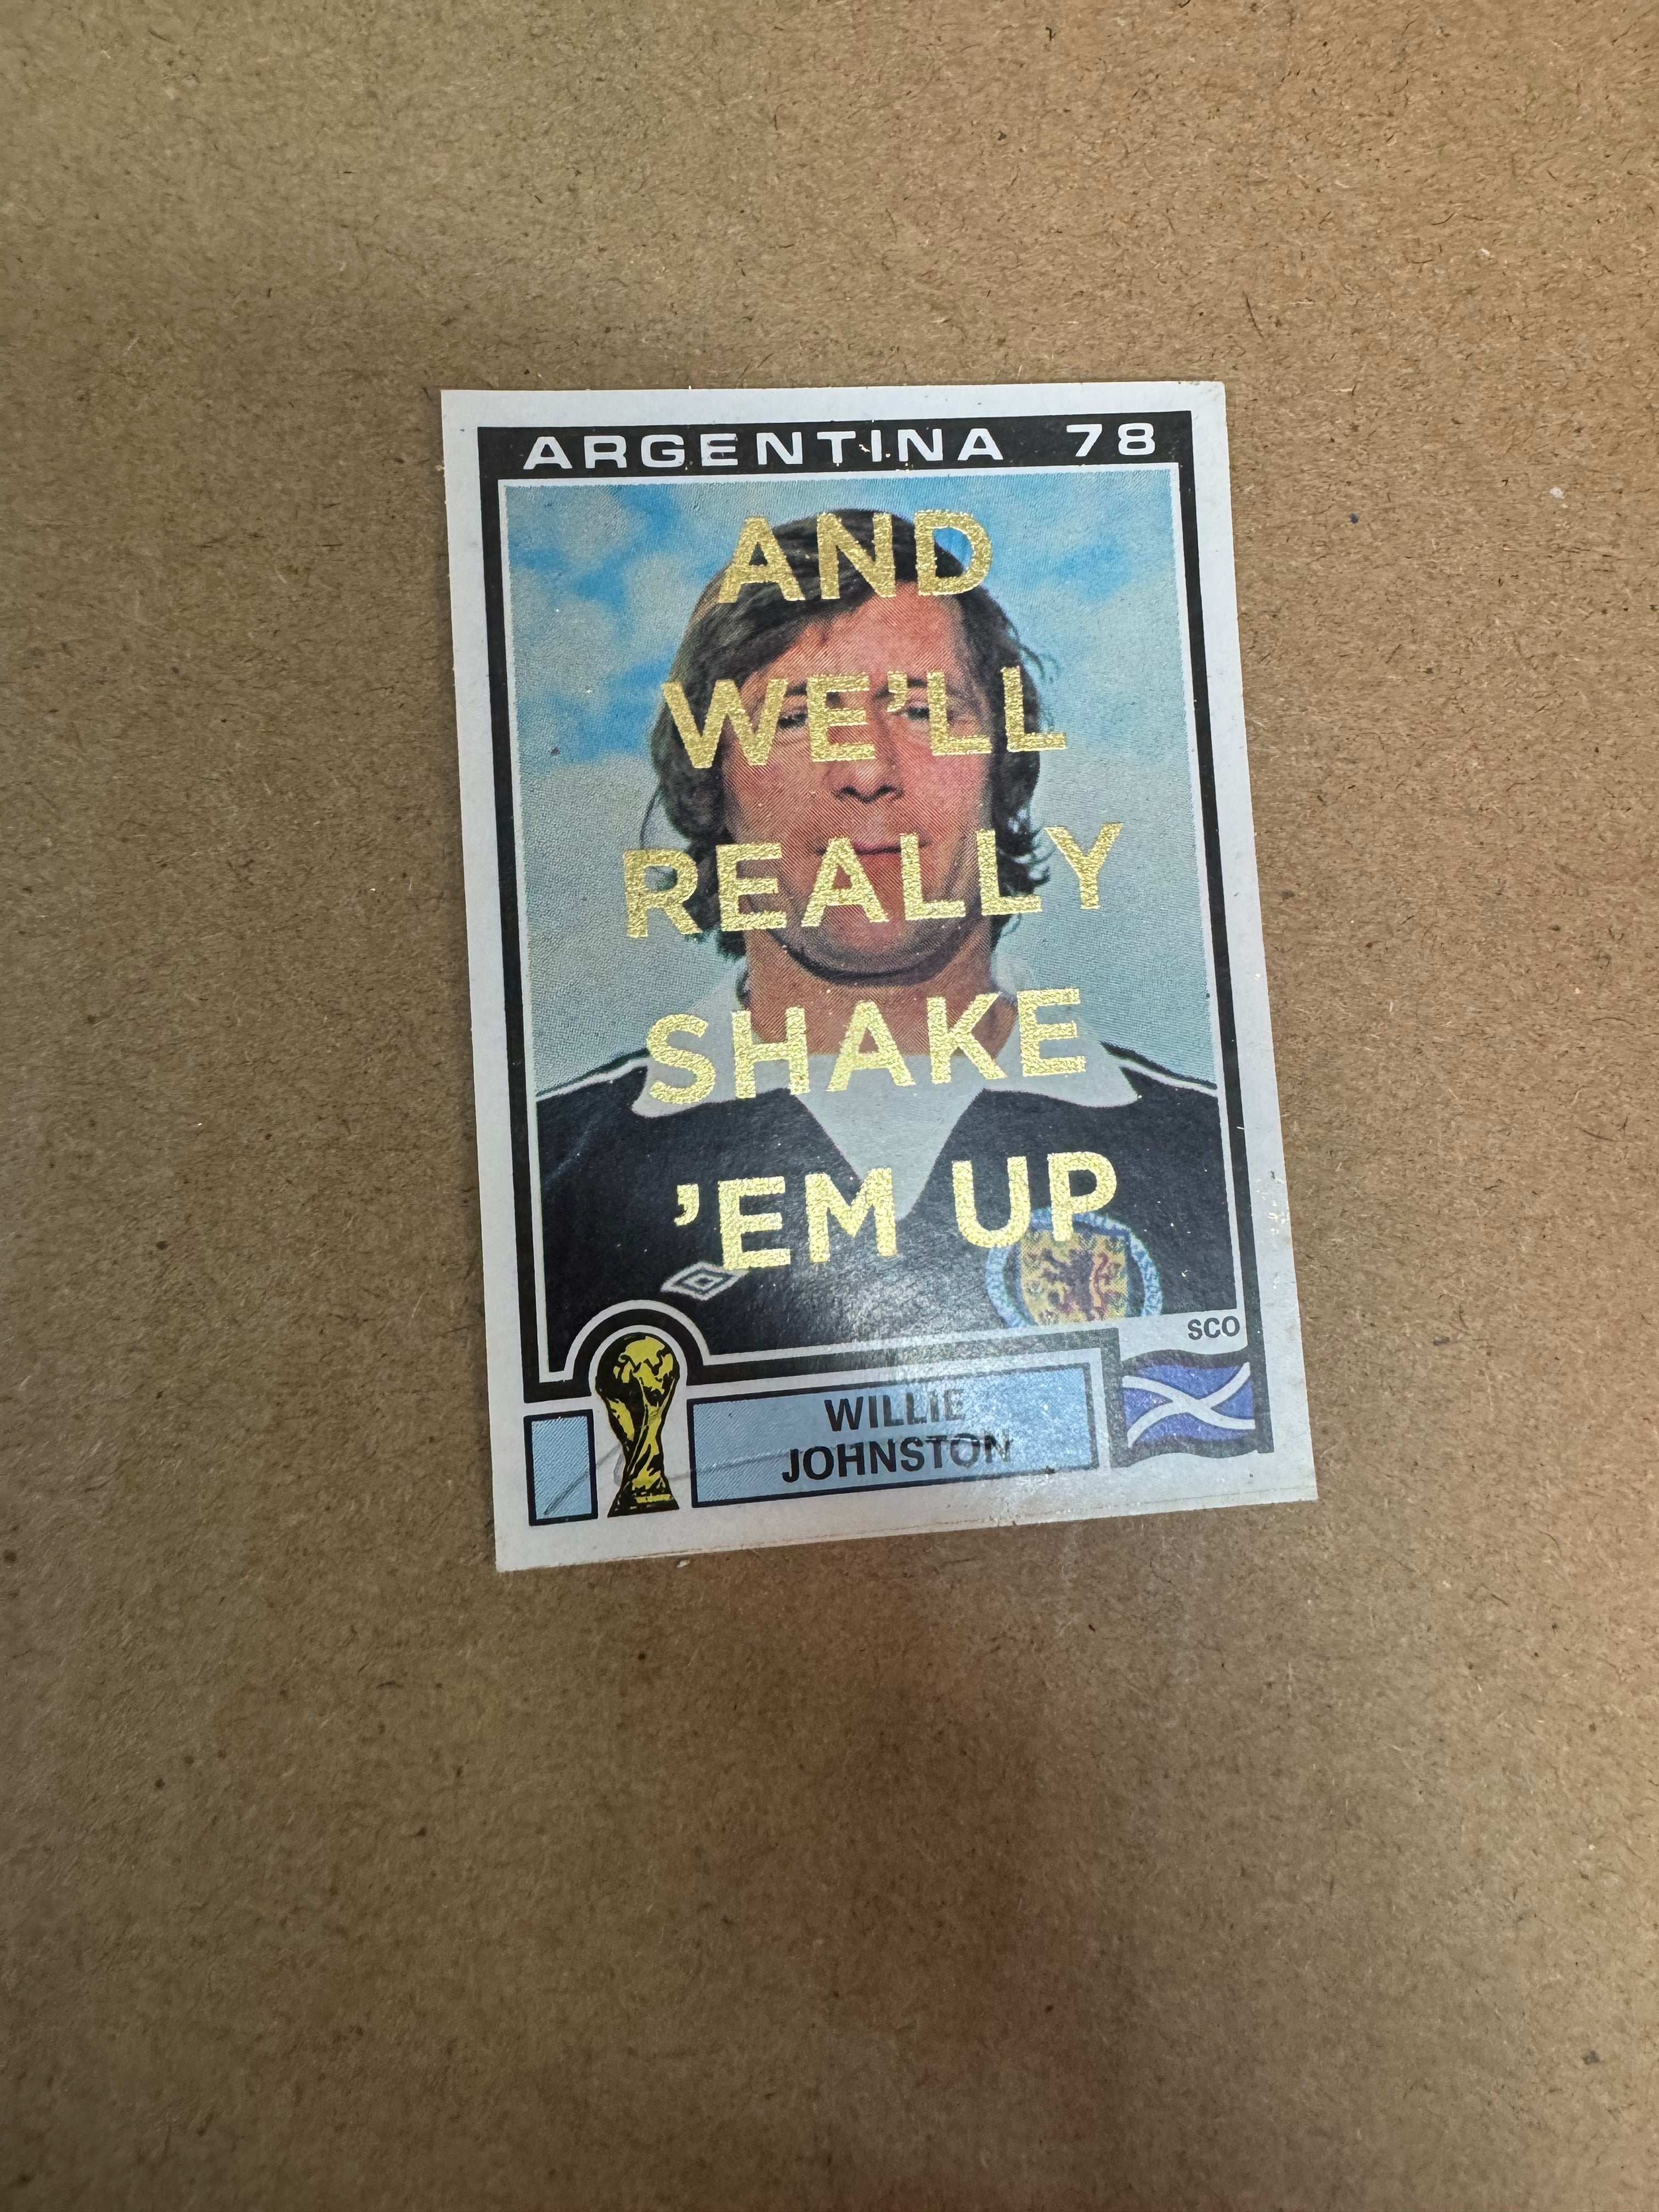 ARGENTINA 78
AND
WE'LL
REALLY
SHAKE
'EM UP
SCO
WILLIE
JOHNSTON